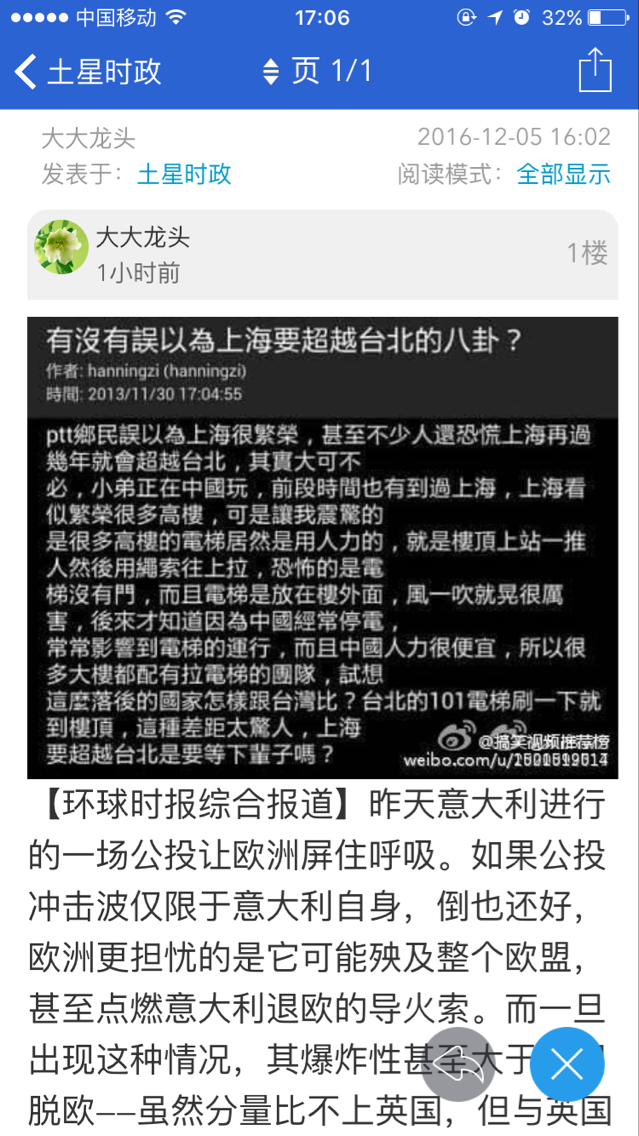 中国移动 17:06 32%
土星时政 页 1/1
大大龙头 2016-12-05 16:02
发表于：土星时政 阅读模式：全部显示
大大龙头 1楼
1小时前
有沒有誤以為上海要超越台北的八卦？
作者: hanningzi (hanningzi)
時間: 2013/11/30 17:04:55
ptt鄉民誤以為上海很繁榮，甚至不少人還恐慌上海再過
幾年就會超越台北，其實大可不
必，小弟正在中國玩，前段時間也有到過上海，上海看
似繁榮很多高樓，可是讓我震驚的
是很多高樓的電梯居然是用人力的，就是樓頂上站一推
人然後用繩索往上拉，恐怖的是電
梯沒有門，而且電梯是放在樓外面，風一吹就晃很厲
害，後來才知道因為中國經常停電，
常常影響到電梯的運行，而且中國人力很便宜，所以很
多大樓都配有拉電梯的團隊，試想
這麼落後的國家怎樣跟台灣比？台北的101電梯刷一下就
到樓頂，這種差距太驚人，上海
要超越台北是要等下輩子嗎？
@搞笑视频推荐榜
weibo.com/u/
【环球时报综合报道】昨天意大利进行
的一场公投让欧洲屏住呼吸。如果公投
冲击波仅限于意大利自身，倒也还好，
欧洲更担忧的是它可能殃及整个欧盟，
甚至点燃意大利退欧的导火索。而一旦
出现这种情况，其爆炸性甚至大于
脱欧——虽然分量比不上英国，但与英国